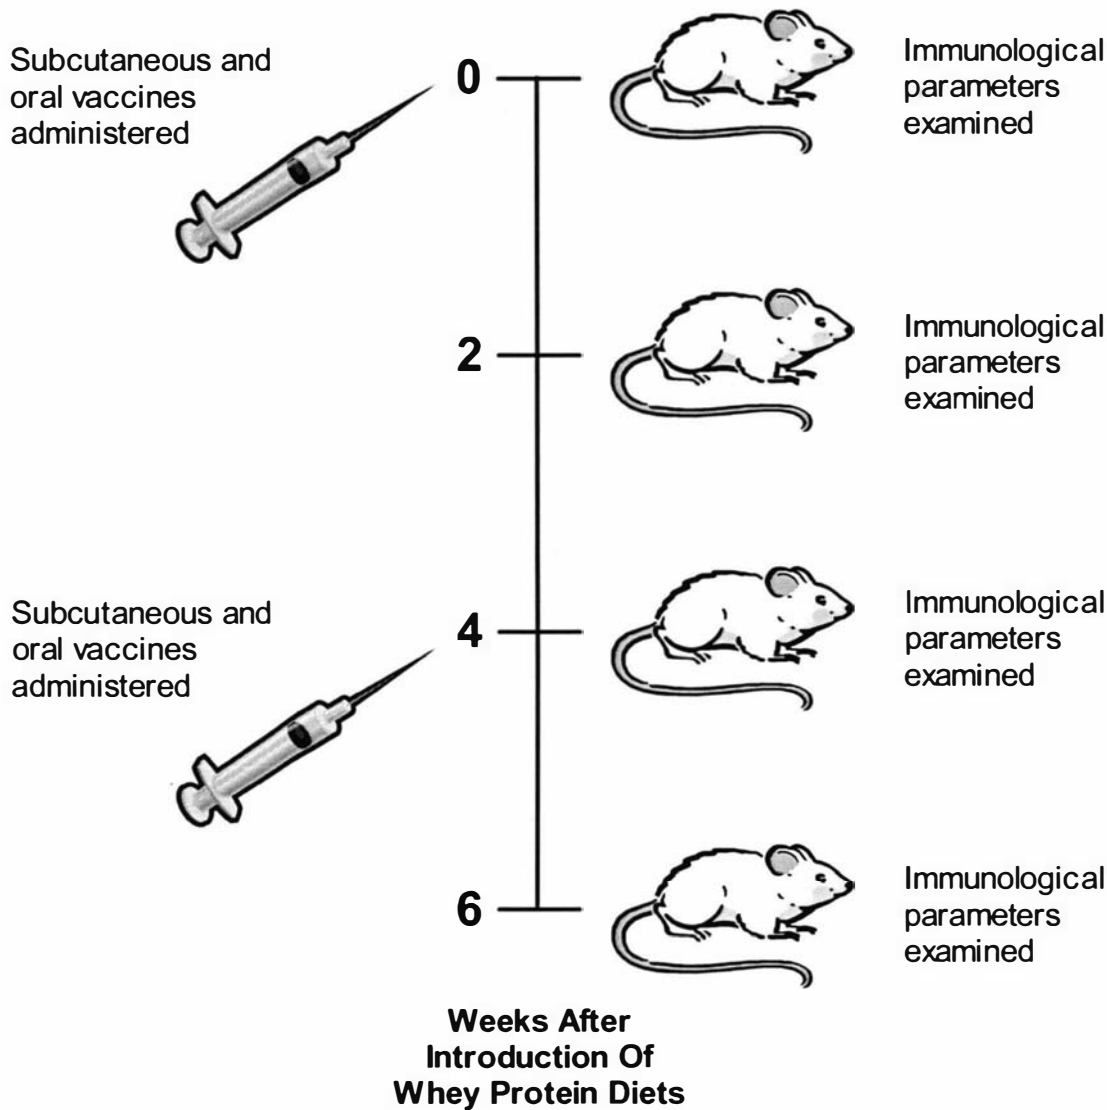 Subcutaneous and
oral vaccines
administered
0
Immunological
parameters
examined
2
Immunological
parameters
examined
Subcutaneous and
oral vaccines
administered
4
Immunological
parameters
examined
6
Immunological
parameters
examined
Weeks After
Introduction Of
Whey Protein Diets